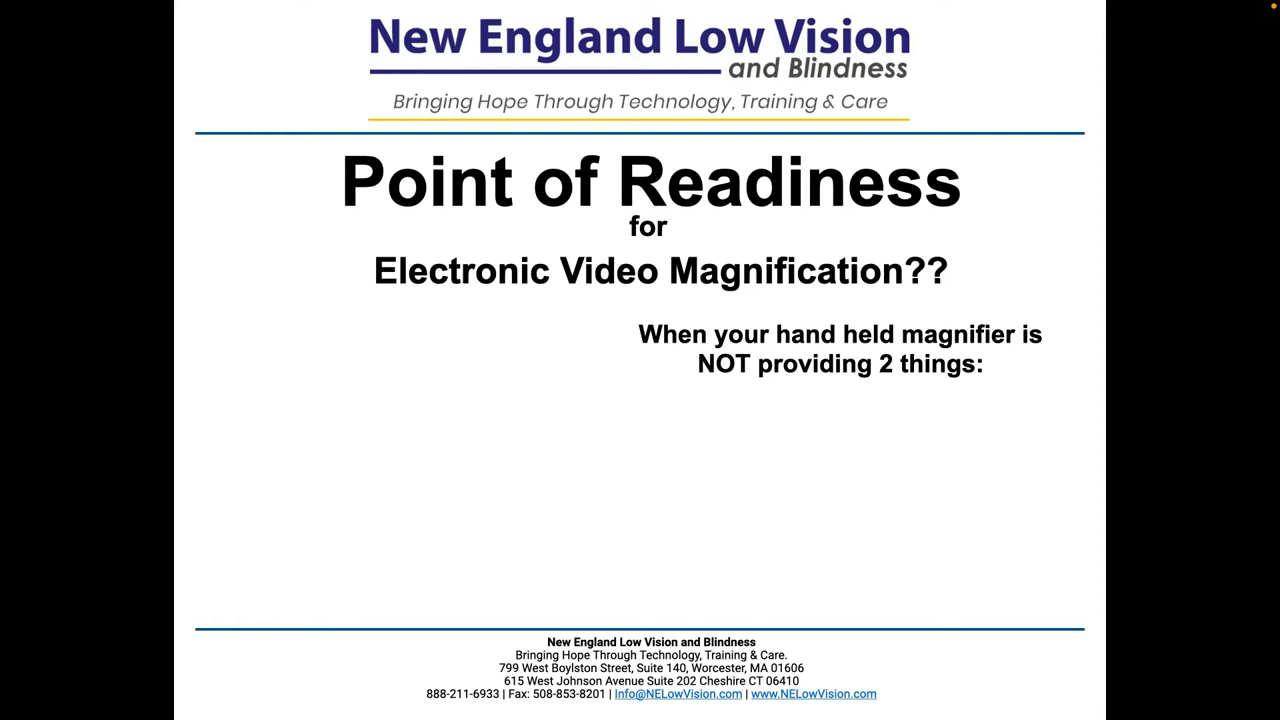 New England Low Vision
and Blindness
Bringing Hope Through Technology, Training & Care
Point of Readiness
for
Electronic Video Magnification??
When your hand held magnifier is
NOT providing 2 things:
New England Low Vision and Blindness
Bringing Hope Through Technology, Training & Care.
799 West Boylston Street, Suite 140, Worcester, MA 01606
615 West Johnson Avenue Suite 202 Cheshire CT 06410
888-211-6933 | Fax: 508-853-8201 | Info@NELowVision.com | www.NELowVision.com